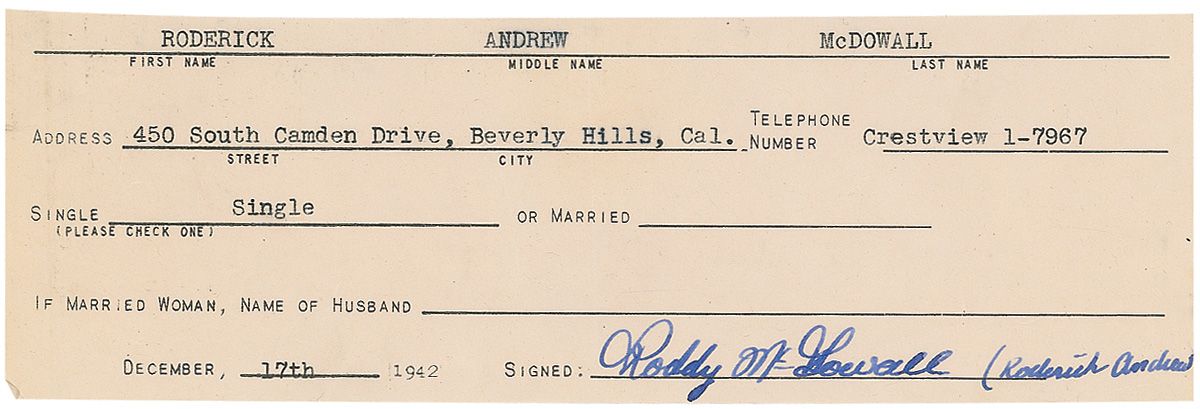 RODERICK ANDREW McDOWALL
FIRST NAME MIDDLE NAME LAST NAME
ADDRESS 450 South Camden Drive, Beverly Hills, Cal. TELEPHONE NUMBER Crestview 1-7967
STREET CITY
SINGLE Single OR MARRIED
(PLEASE CHECK ONE)
IF MARRIED WOMAN, NAME OF HUSBAND
DECEMBER, 17th 1942 SIGNED: Roddy McDowall (Roderick Andrew